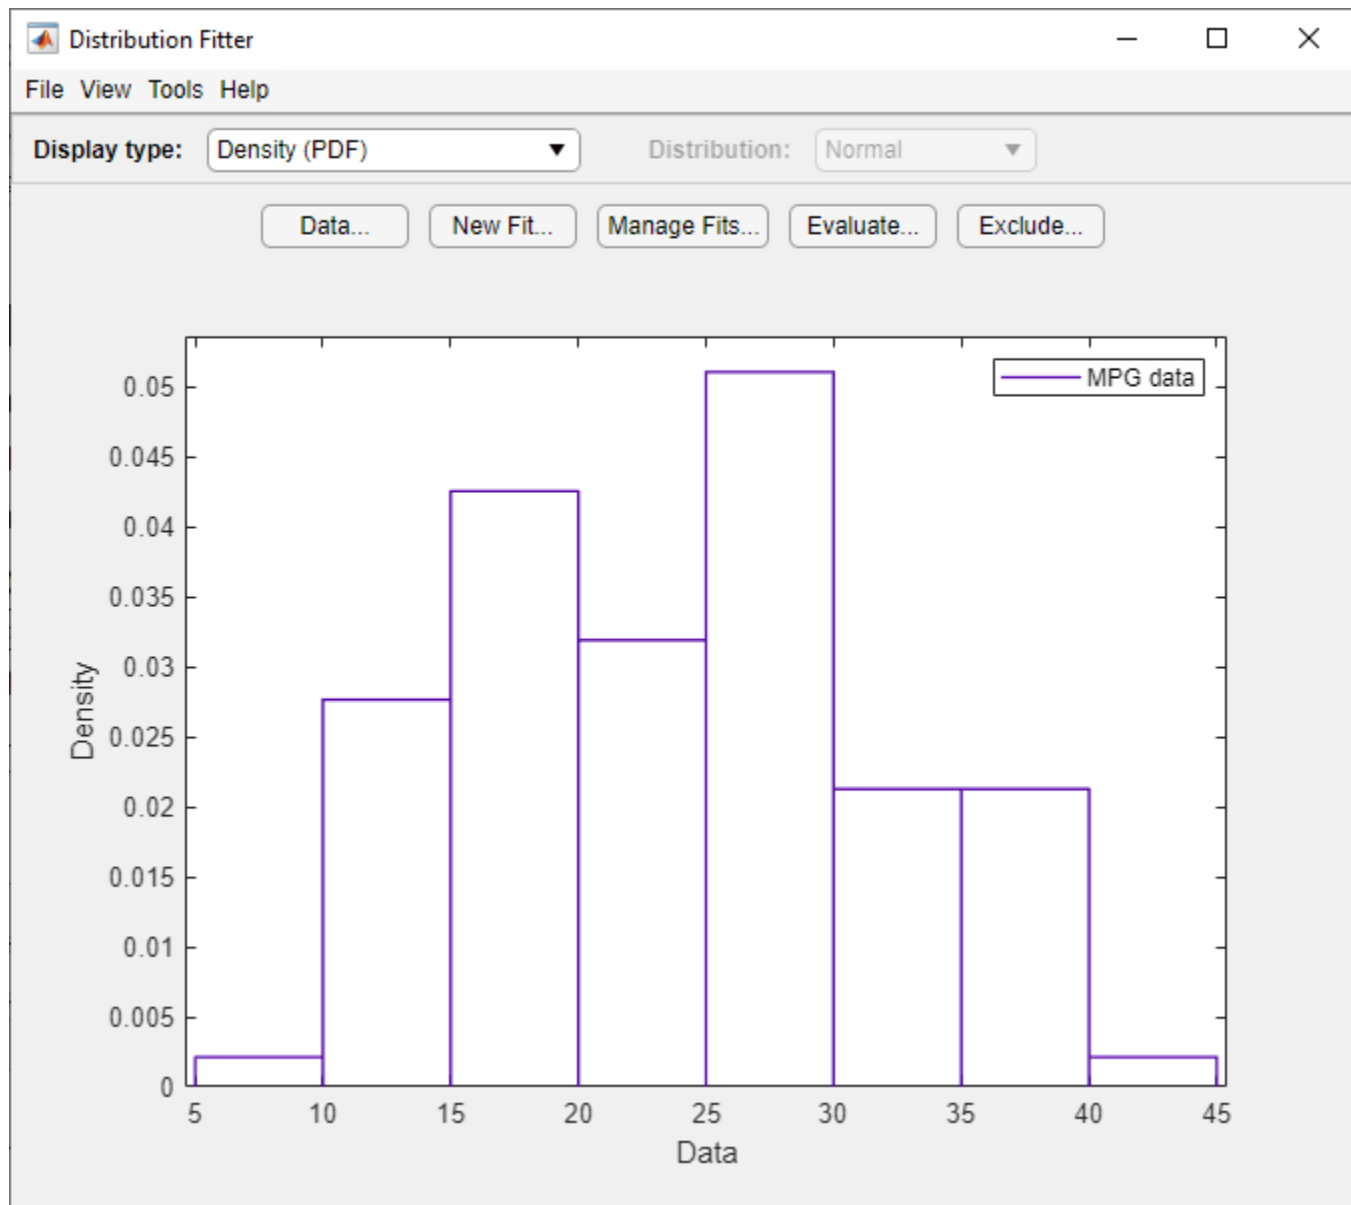 Distribution Fitter
File View Tools Help
Display type: Density (PDF) Distribution: Normal
Data... New Fit... Manage Fits... Evaluate... Exclude...
MPG data
0.05
0.045
0.04
0.035
0.03
0.025
0.02
0.015
0.01
0.005
0
Density
5 10 15 20 25 30 35 40 45
Data